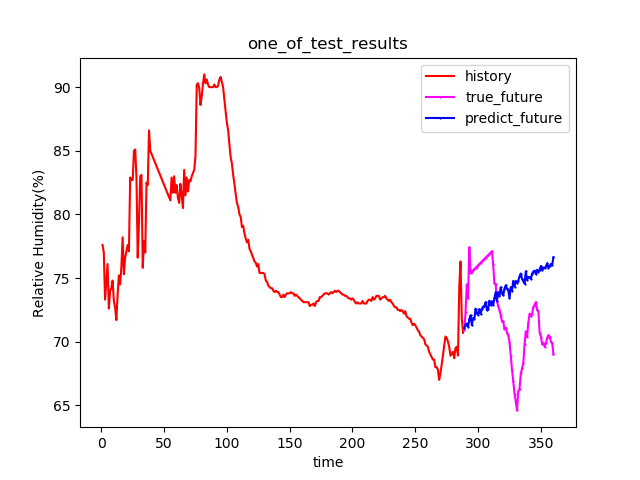 one_of_test_results
history
true_future
predict_future
Relative Humidity(%)
90
85
80
75
70
65
0
50
100
150
200
250
300
350
time